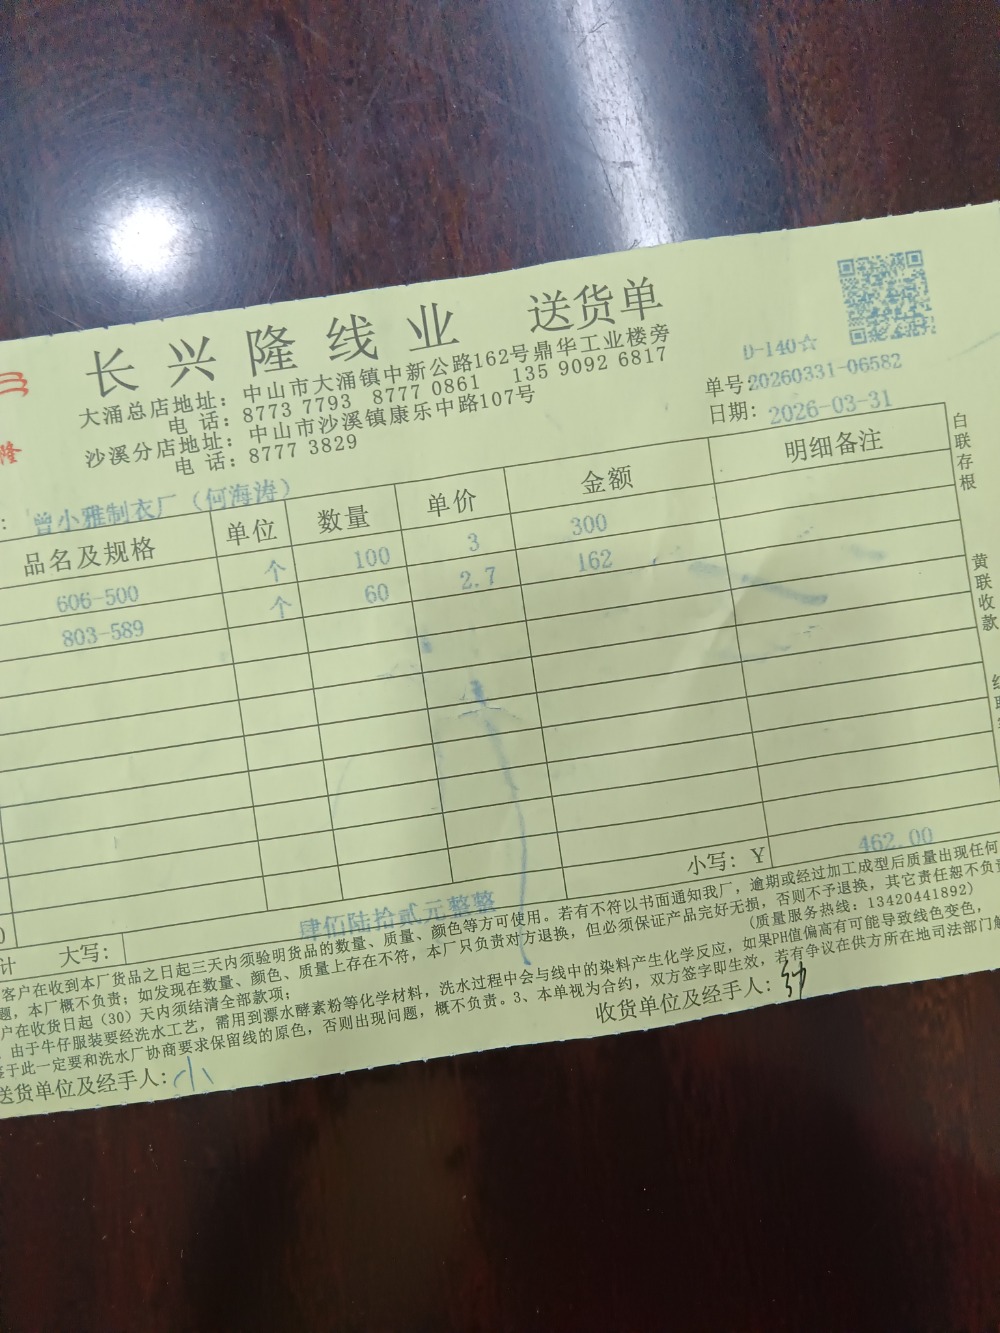 长兴隆线业 送货单
隆
大涌总店地址：中山市大涌镇中新公路162号鼎华工业楼旁
电 话：8773 7793 8777 0861 135 9092 6817
沙溪分店地址：中山市沙溪镇康乐中路107号
电 话：8777 3829
D-140☆
单号：20260331-06582
日期：2026-03-31
：曾小雅制衣厂（何海涛）
品名及规格 单位 数量 单价 金额 明细备注
606-500 个 100 3 300
803-589 个 60 2.7 162
白联存根
黄联收款
小写：￥ 462.00
计 大写： 肆佰陆拾贰元整整
客户在收到本厂货品之日起三天内须验明货品的数量、质量、颜色等方可使用。若有不符以书面通知我厂，逾期或经过加工成型后质量出现任何
题，本厂概不负责；如发现在数量、颜色、质量上存在不符，本厂只负责对方退换，但必须保证产品完好无损，否则不予退换，其它责任恕不负责
户在收货日起（30）天内须结清全部款项； （质量服务热线：13420441892）
由于牛仔服装要经洗水工艺，需用到漂水酵素粉等化学材料，洗水过程中会与线中的染料产生化学反应，如果PH值偏高有可能导致线色变色，
鉴于此一定要和洗水厂协商要求保留线的原色，否则出现问题，概不负责。3、本单视为合约，双方签字即生效，若有争议在供方所在地司法部门解
送货单位及经手人：小 收货单位及经手人：